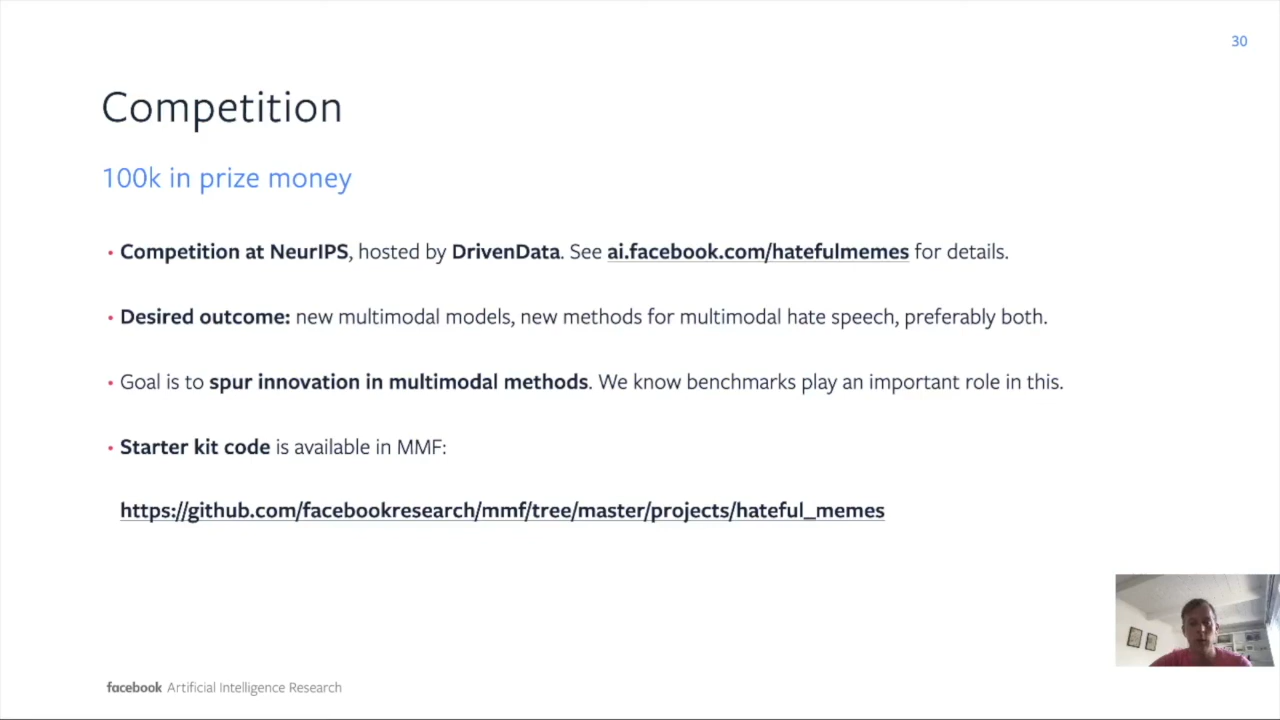 30
Competition
100k in prize money
• Competition at NeurIPS, hosted by DrivenData. See ai.facebook.com/hatefulmemes for details.
• Desired outcome: new multimodal models, new methods for multimodal hate speech, preferably both.
• Goal is to spur innovation in multimodal methods. We know benchmarks play an important role in this.
• Starter kit code is available in MMF:
https://github.com/facebookresearch/mmf/tree/master/projects/hateful_memes
facebook Artificial Intelligence Research